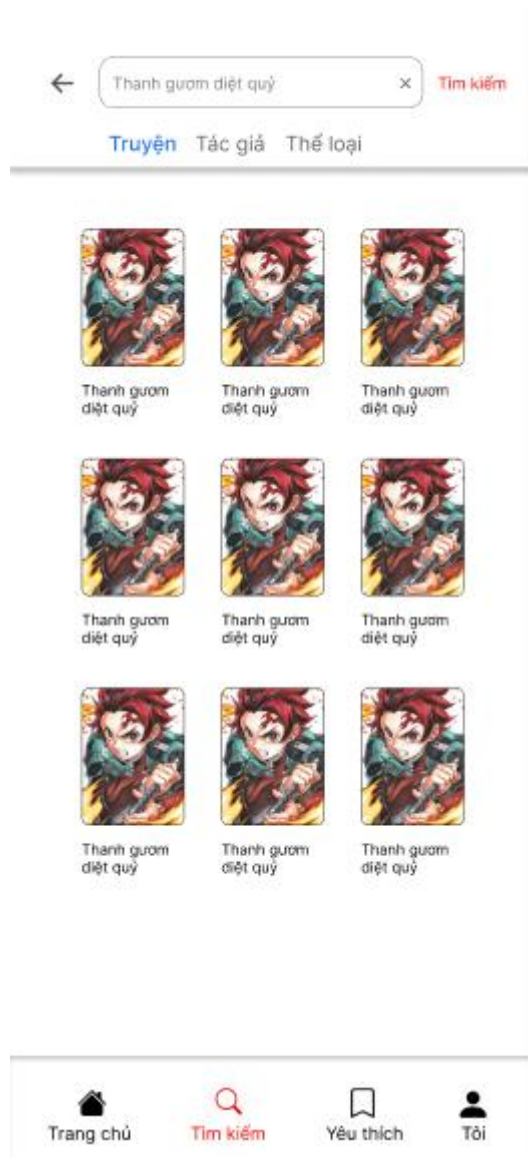 Thanh gươm diệt quỷ × Tìm kiếm
Truyện Tác giả Thể loại
Thanh gươm Thanh gươm Thanh gươm
diệt quỷ diệt quỷ diệt quỷ
Thanh gươm Thanh gươm Thanh gươm
diệt quỷ diệt quỷ diệt quỷ
Thanh gươm Thanh gươm Thanh gươm
diệt quỷ diệt quỷ diệt quỷ
Trang chủ Tìm kiếm Yêu thích Tôi